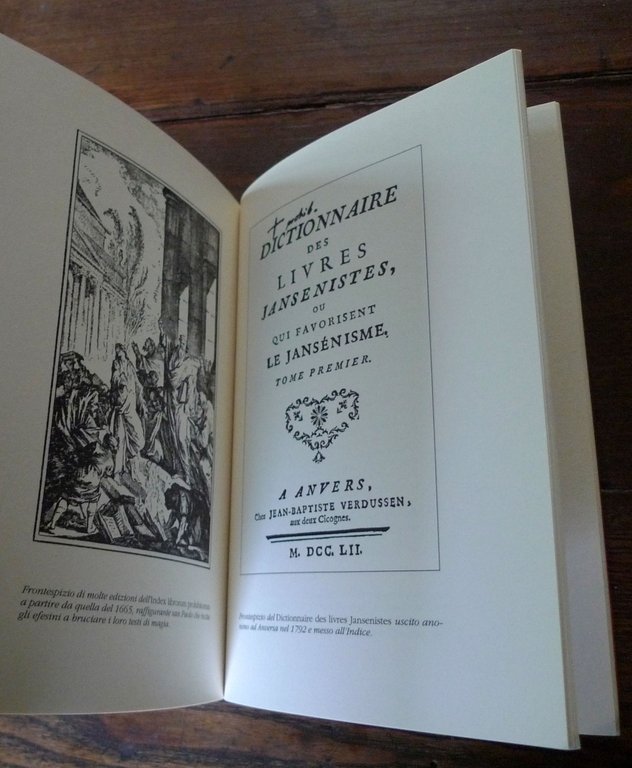 Frontespizio di molte edizioni dell'Index librorum prohibitorum
a partire da quella del 1665, raffigurante san Paolo che incita
gli efesini a bruciare i loro testi di magia.
DICTIONNAIRE
DES
LIVRES
JANSENISTES,
OU
QUI FAVORISENT
LE JANSÉNISME,
TOME PREMIER.
A ANVERS,
Chez JEAN-BAPTISTE VERDUSSEN,
aux deux Cicognes.
M. DCC. LII.
Frontespizio del Dictionnaire des livres Jansenistes uscito ano-
nimo ad Anversa nel 1792 e messo all'Indice.